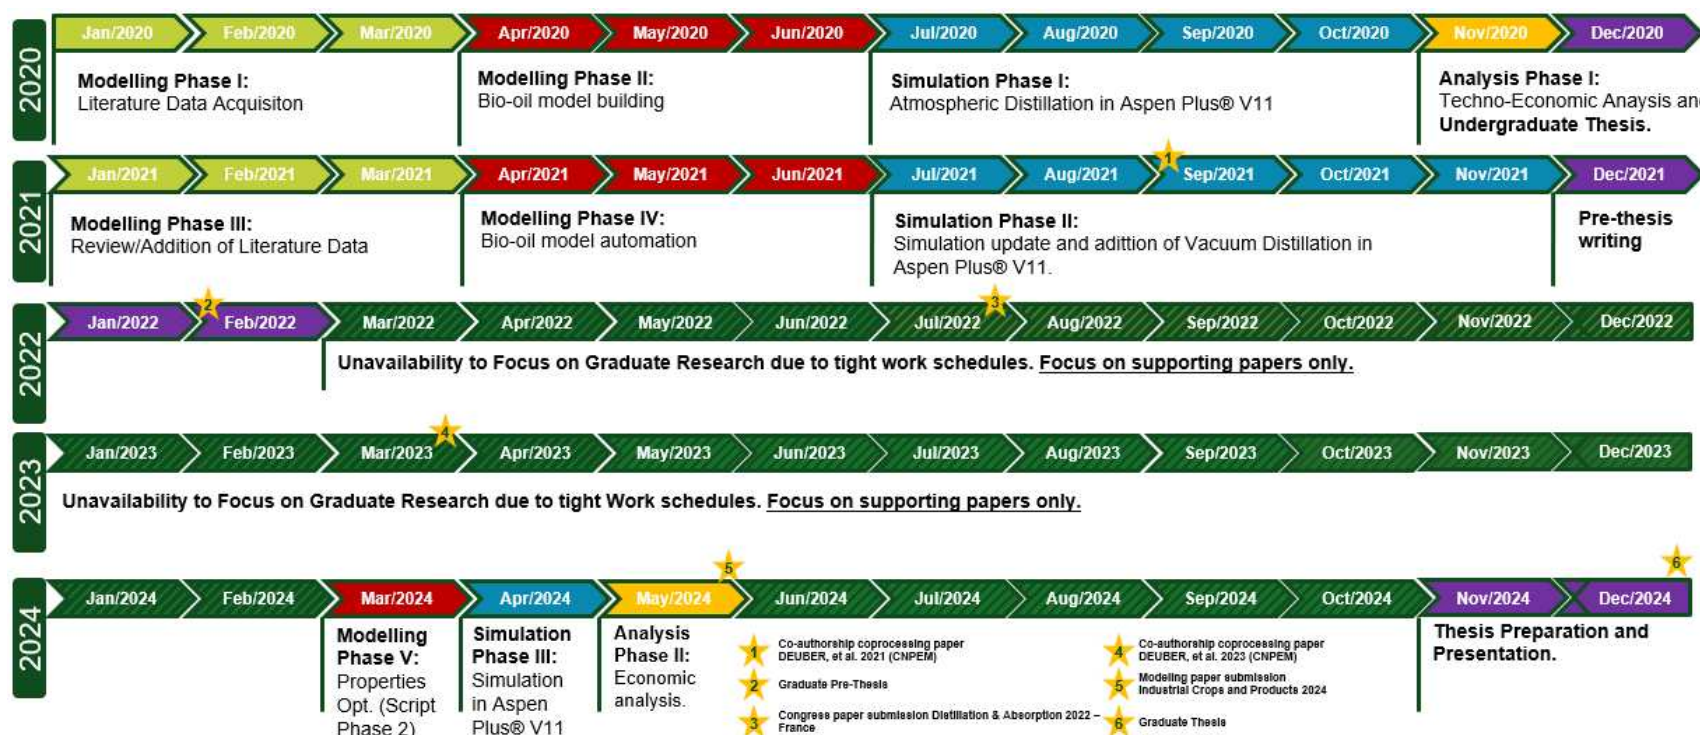 2020
Jan/2020 Feb/2020 Mar/2020 Apr/2020 May/2020 Jun/2020 Jul/2020 Aug/2020 Sep/2020 Oct/2020 Nov/2020 Dec/2020
Modelling Phase I:
Literature Data Acquisiton
Modelling Phase II:
Bio-oil model building
Simulation Phase I:
Atmospheric Distillation in Aspen Plus® V11
Analysis Phase I:
Techno-Economic Anaysis and
Undergraduate Thesis.
2021
Jan/2021 Feb/2021 Mar/2021 Apr/2021 May/2021 Jun/2021 Jul/2021 Aug/2021 1 Sep/2021 Oct/2021 Nov/2021 Dec/2021
Modelling Phase III:
Review/Addition of Literature Data
Modelling Phase IV:
Bio-oil model automation
Simulation Phase II:
Simulation update and adittion of Vacuum Distillation in
Aspen Plus® V11.
Pre-thesis
writing
2022
Jan/2022 2 Feb/2022 Mar/2022 Apr/2022 May/2022 Jun/2022 Jul/2022 3 Aug/2022 Sep/2022 Oct/2022 Nov/2022 Dec/2022
Unavailability to Focus on Graduate Research due to tight work schedules. Focus on supporting papers only.
2023
Jan/2023 Feb/2023 Mar/2023 4 Apr/2023 May/2023 Jun/2023 Jul/2023 Aug/2023 Sep/2023 Oct/2023 Nov/2023 Dec/2023
Unavailability to Focus on Graduate Research due to tight Work schedules. Focus on supporting papers only.
2024
5
6
Jan/2024 Feb/2024 Mar/2024 Apr/2024 May/2024 Jun/2024 Jul/2024 Aug/2024 Sep/2024 Oct/2024 Nov/2024 Dec/2024
Modelling
Phase V:
Properties
Opt. (Script
Phase 2)
Simulation
Phase III:
Simulation
in Aspen
Plus® V11
Analysis
Phase II:
Economic
analysis.
1 Co-authorship coprocessing paper
DEUBER, et al. 2021 (CNPEM)
2 Graduate Pre-Thesis
3 Congress paper submission Distillation & Absorption 2022 –
France
4 Co-authorship coprocessing paper
DEUBER, et al. 2023 (CNPEM)
5 Modeling paper submission
Industrial Crops and Products 2024
6 Graduate Thesis
Thesis Preparation and
Presentation.